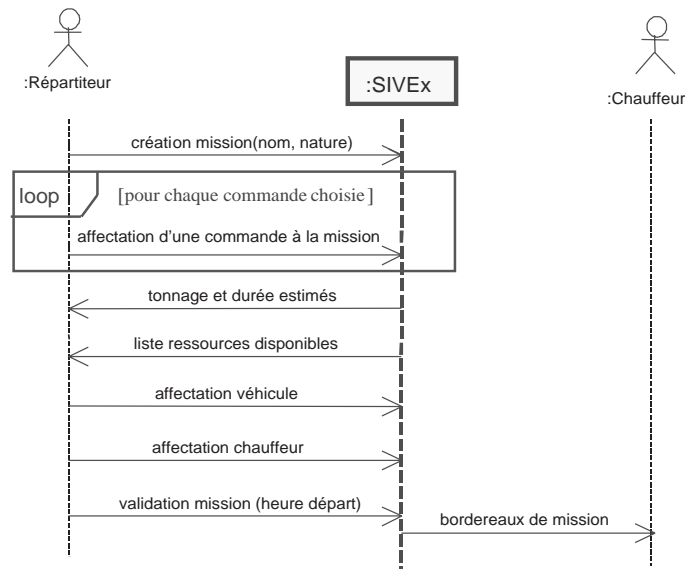 :Répartiteur
:SIVEx
:Chauffeur
création mission(nom, nature)
loop
[pour chaque commande choisie]
affectation d'une commande à la mission
tonnage et durée estimés
liste ressources disponibles
affectation véhicule
affectation chauffeur
validation mission (heure départ)
bordereaux de mission